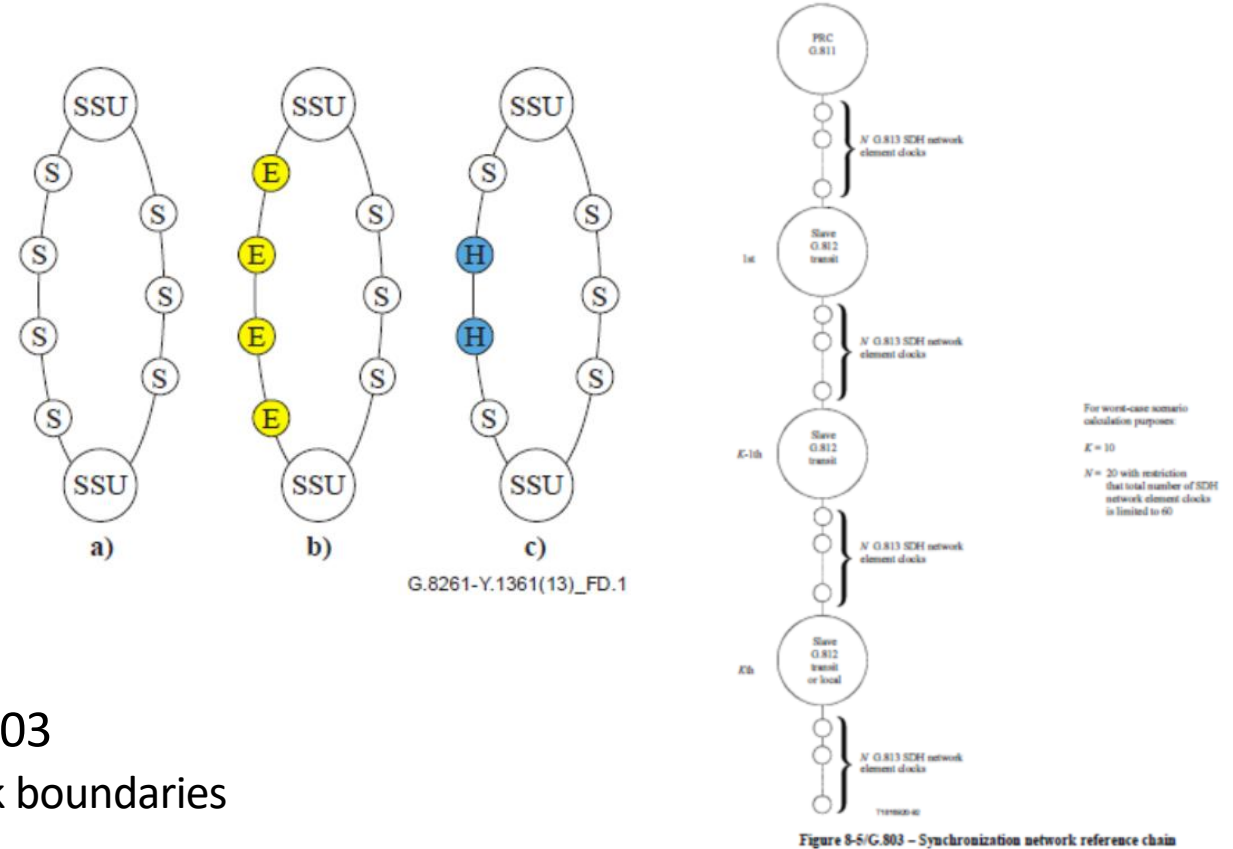 SSU
S
S
S
S
S
S
S
SSU
a)
SSU
E
E
E
E
S
S
S
SSU
b)
SSU
S
H
H
S
S
S
S
SSU
c)
G.8261-Y.1361(13)_FD.1
03
boundaries
PRC
G.811
N G.813 SDH network
element clocks
Slave
G.812
transit
1st
N G.813 SDH network
element clocks
Slave
G.812
transit
K-1th
N G.813 SDH network
element clocks
Slave
G.812
transit
or local
Kth
N G.813 SDH network
element clocks
For worst-case scenario
calculation purposes:
K = 10
N = 20 with restriction
that total number of SDH
network element clocks
is limited to 60
Figure 8-5/G.803 – Synchronization network reference chain